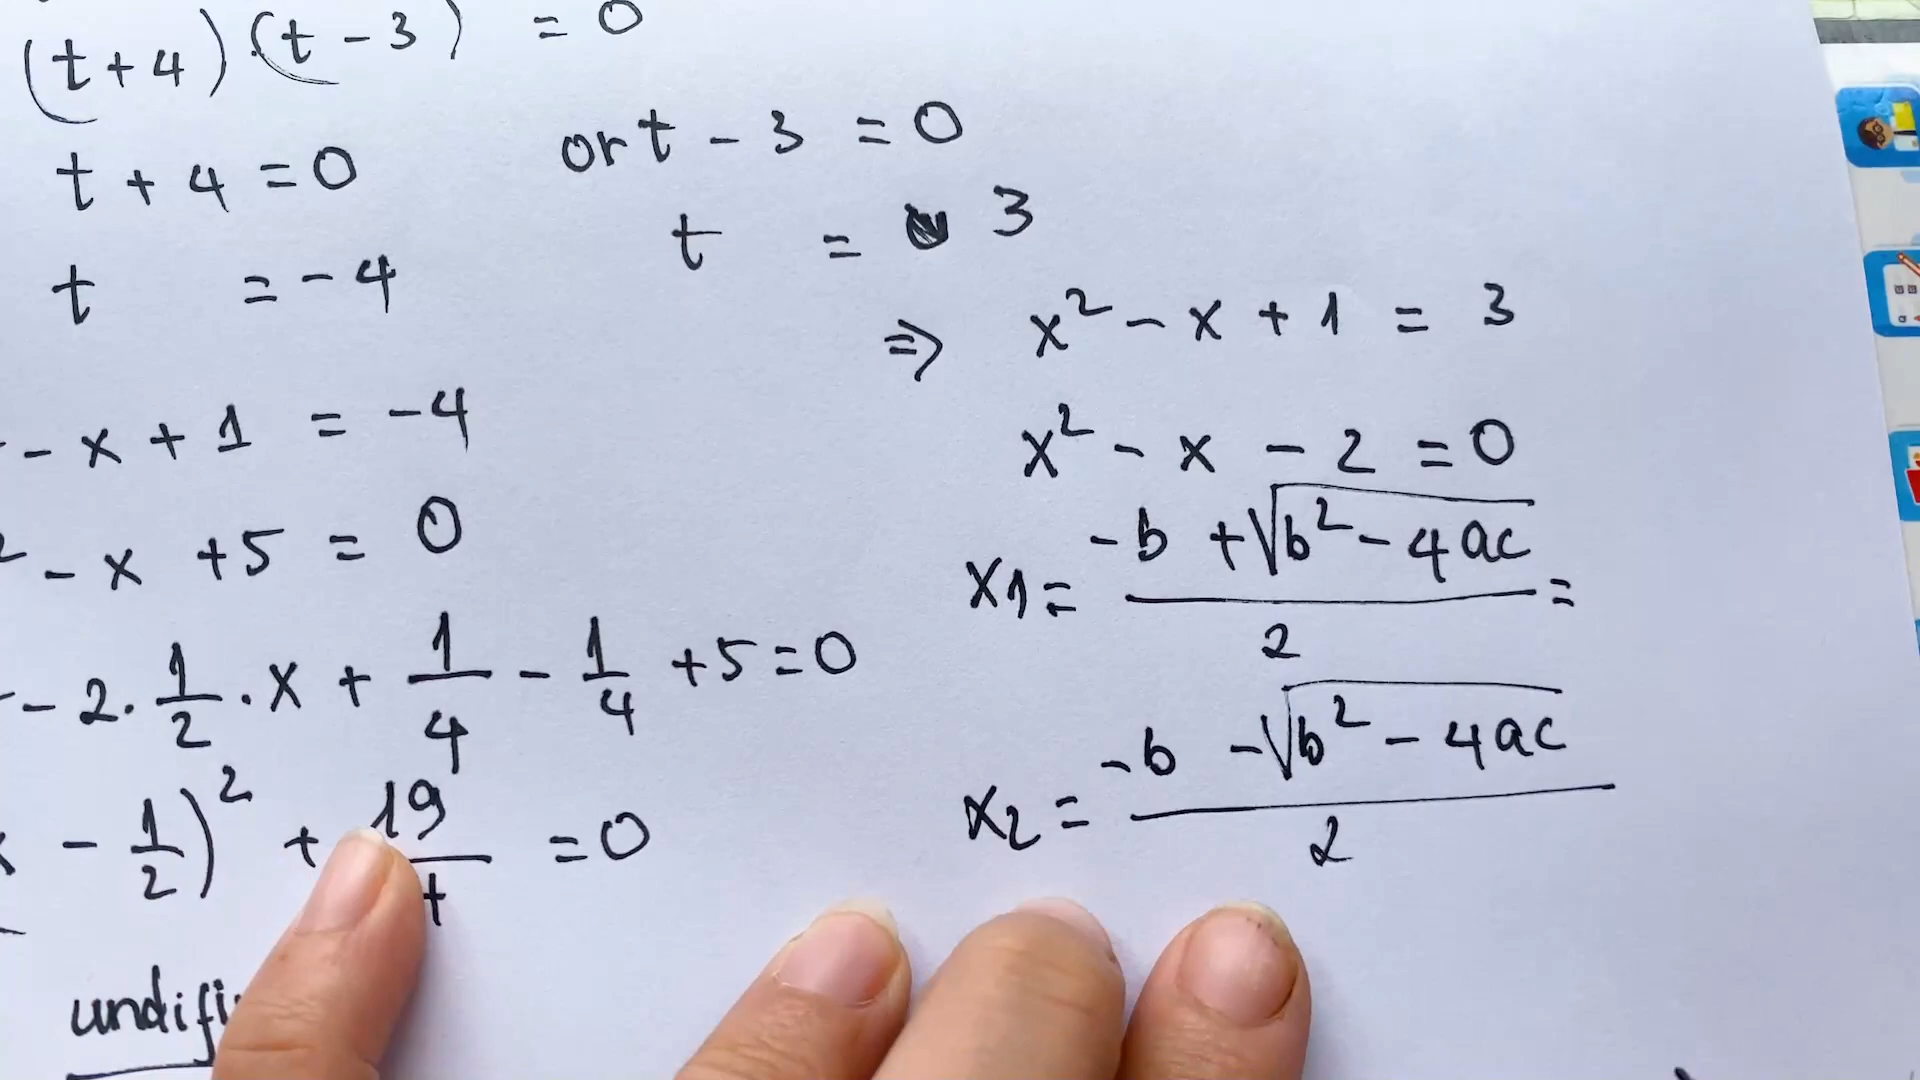 (t+4)(t-3) = 0
t + 4 = 0 or t - 3 = 0
t = -4 t = 3
⇒ x² - x + 1 = 3
- x + 1 = -4
x² - x - 2 = 0
² - x + 5 = 0
x1 = (-b + √(b² - 4ac)) / 2 =
- 2 · 1/2 · x + 1/4 - 1/4 + 5 = 0
x2 = (-b - √(b² - 4ac)) / 2
x - 1/2)² + 19/4 = 0
undifi